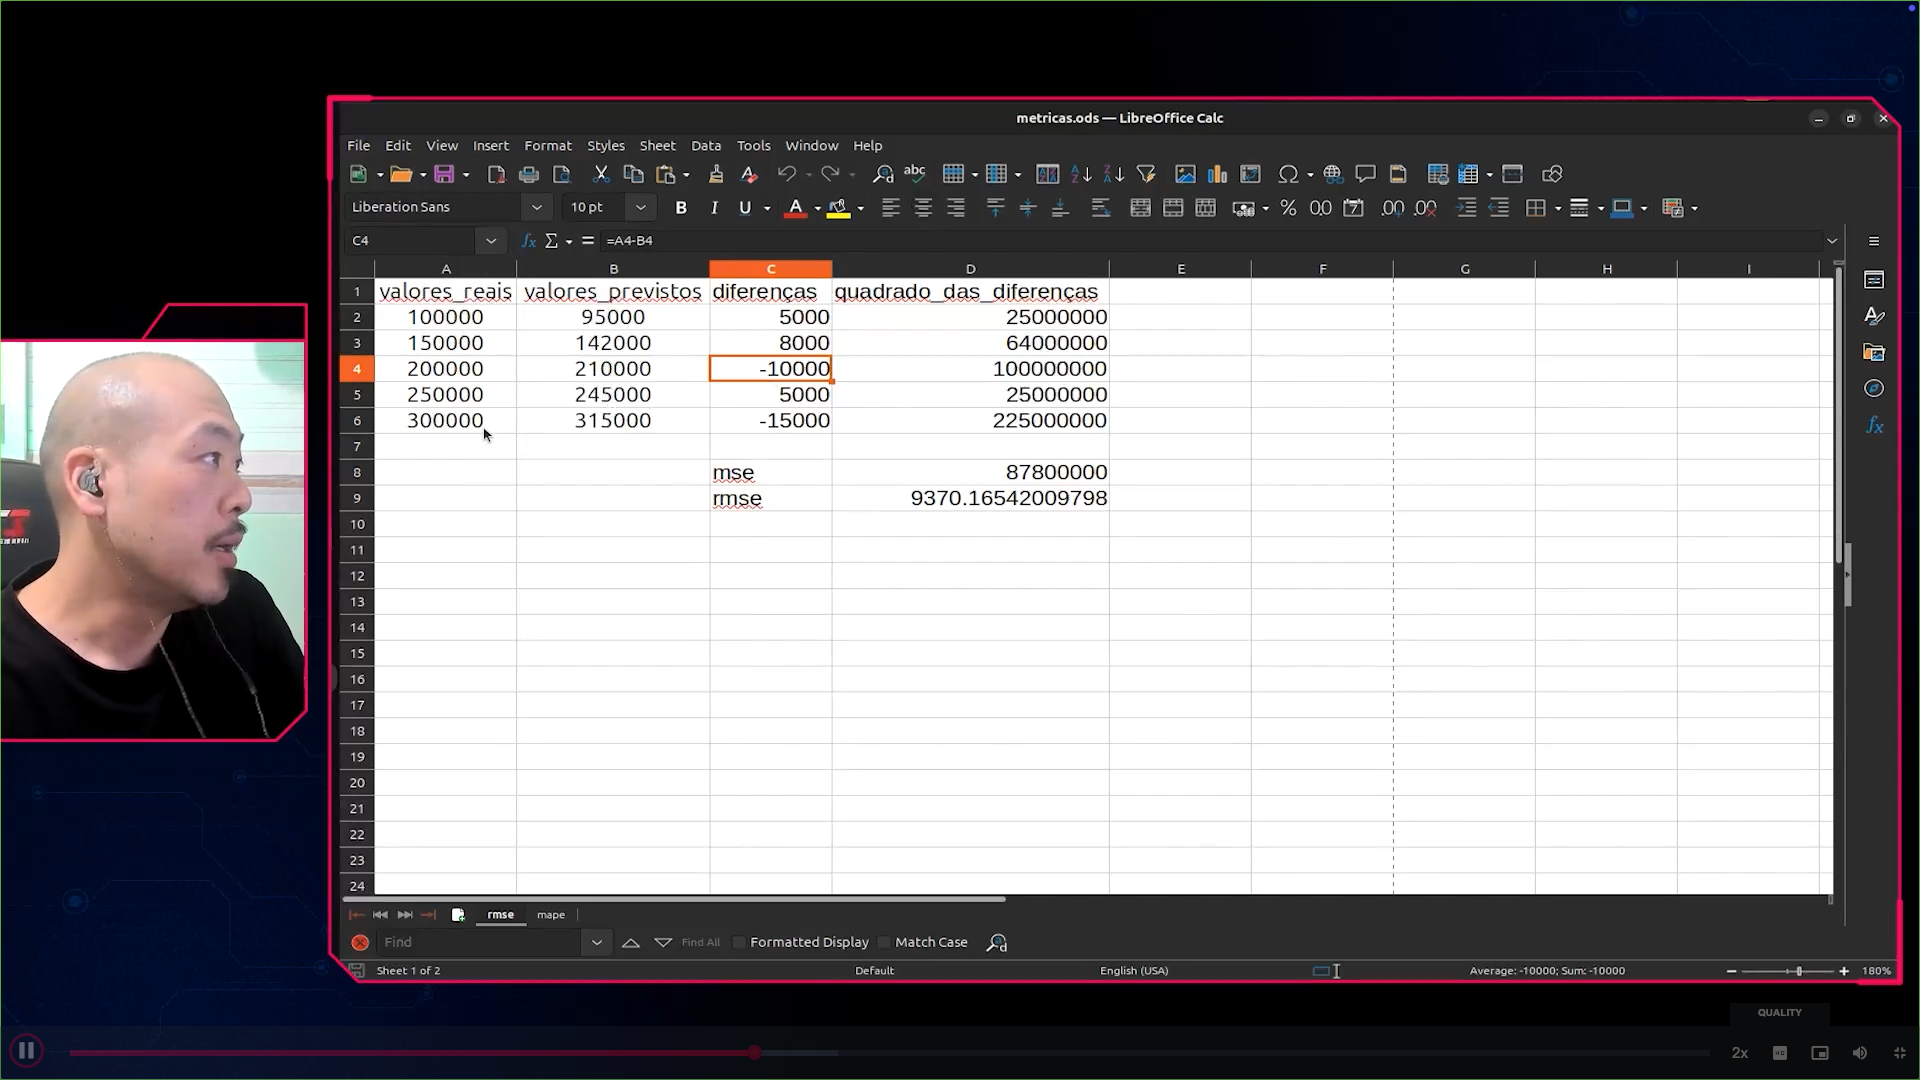 metricas.ods — LibreOffice Calc
File Edit View Insert Format Styles Sheet Data Tools Window Help
Liberation Sans 10 pt
C4 =A4-B4
A B C D E F G H I
1 valores_reais valores_previstos diferenças quadrado_das_diferenças
2 100000 95000 5000 25000000
3 150000 142000 8000 64000000
4 200000 210000 -10000 100000000
5 250000 245000 5000 25000000
6 300000 315000 -15000 225000000
7
8 mse 87800000
9 rmse 9370.16542009798
10
11
12
13
14
15
16
17
18
19
20
21
22
23
24
rmse mape
Find Find All Formatted Display Match Case
Sheet 1 of 2 Default English (USA) Average: -10000; Sum: -10000 180%
QUALITY
2x